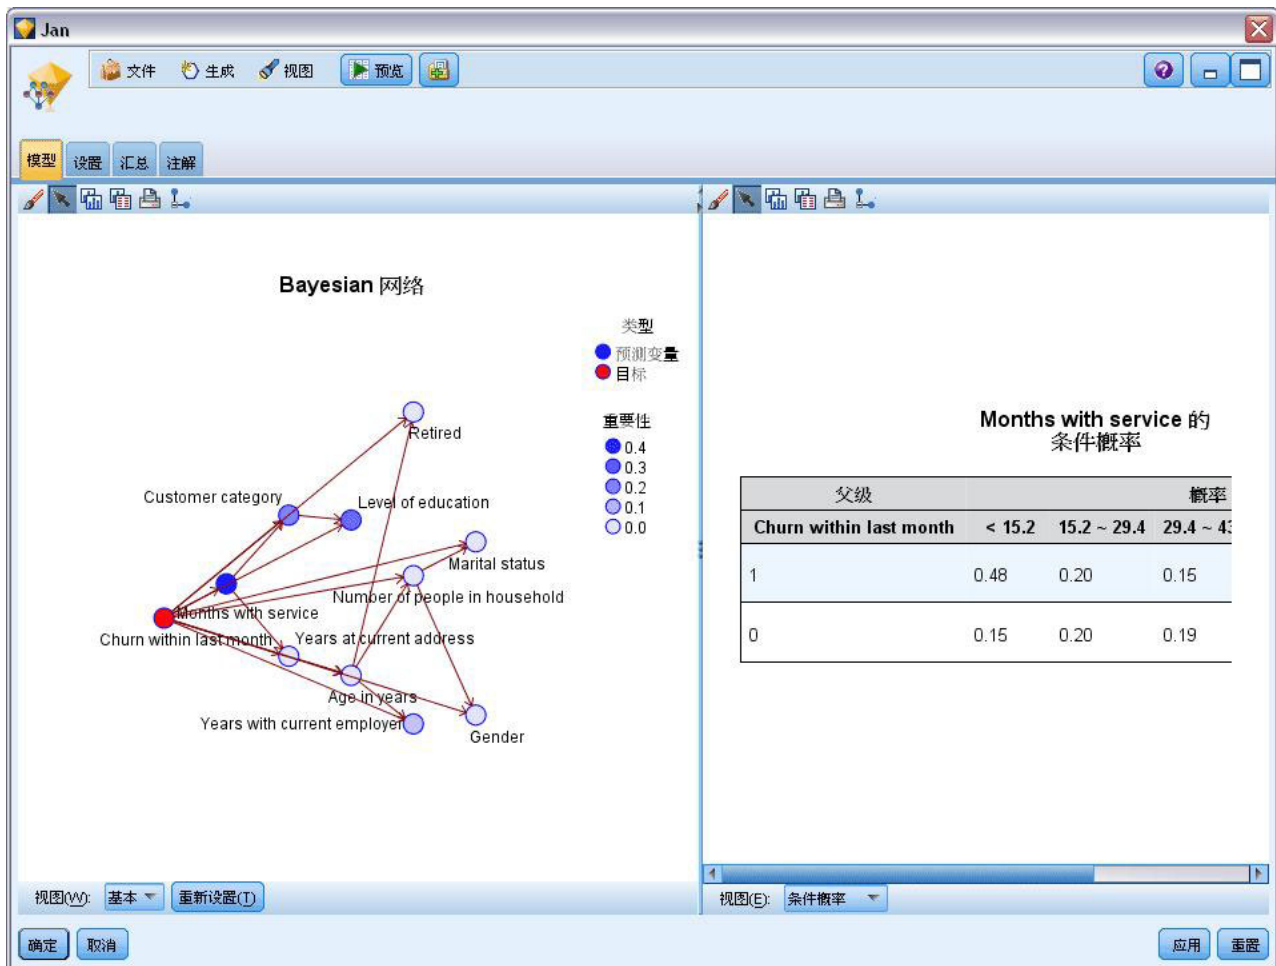 Jan
文件 生成 视图 预览
模型 设置 汇总 注解
Bayesian 网络
类型
预测变量
目标
重要性
0.4
0.3
0.2
0.1
0.0
Retired
Customer category
Level of education
Marital status
Number of people in household
Months with service
Churn within last month
Years at current address
Age in years
Years with current employer
Gender
视图(W): 基本 重新设置(T)
Months with service 的
条件概率
父级 概率
Churn within last month < 15.2 15.2 ~ 29.4 29.4 ~ 43
1 0.48 0.20 0.15
0 0.15 0.20 0.19
视图(E): 条件概率
确定 取消 应用 重置